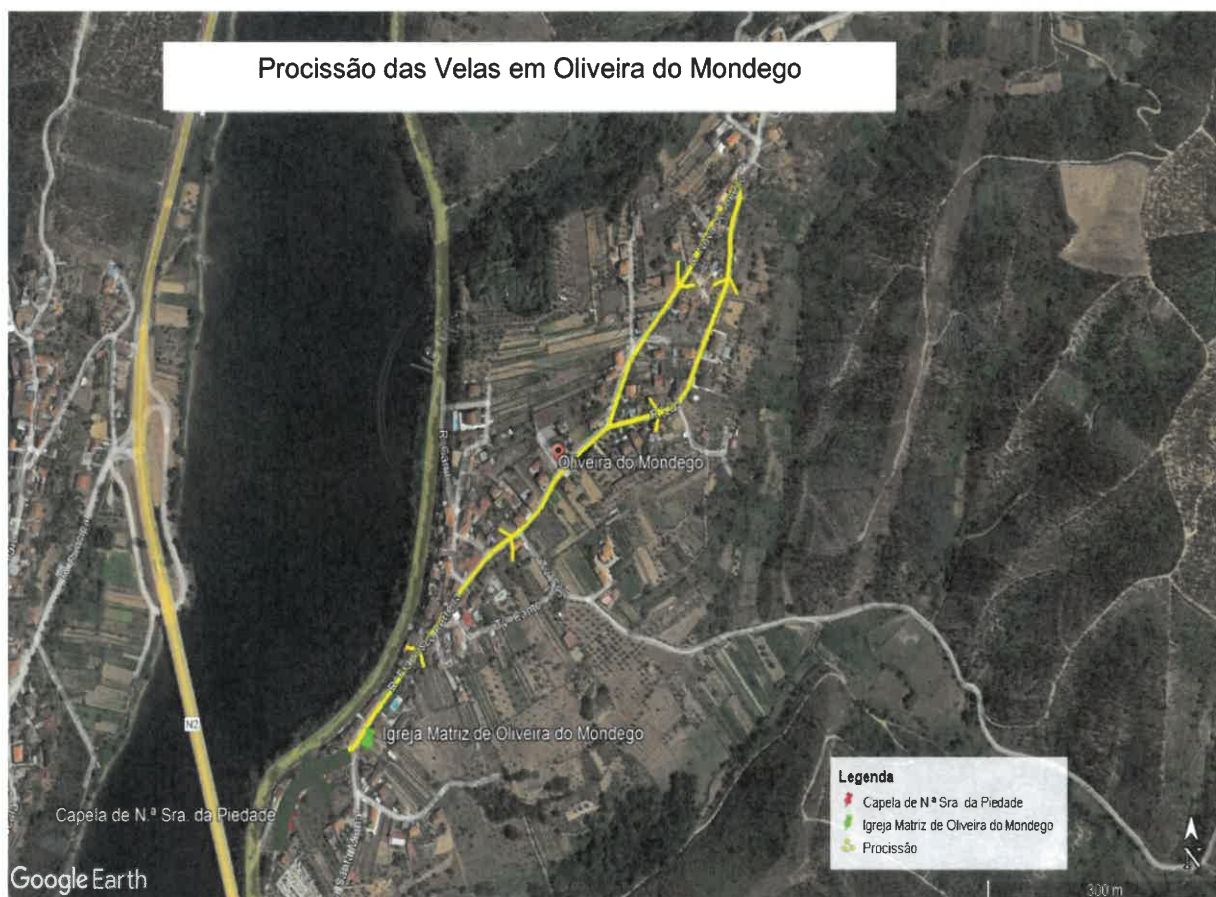 Procissão das Velas em Oliveira do Mondego
Oliveira do Mondego
N2
Igreja Matriz de Oliveira do Mondego
Capela de N.ª Sra. da Piedade
Legenda
Capela de N ª Sra. da Piedade
Igreja Matriz de Oliveira do Mondego
Procissão
N
Google Earth
300 m